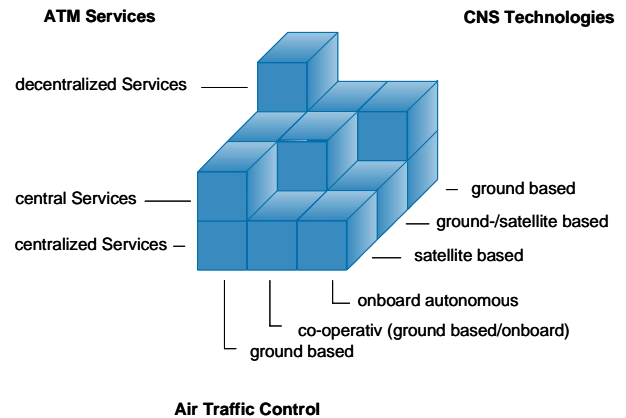 ATM Services
CNS Technologies
decentralized Services
central Services
centralized Services
ground based
ground-/satellite based
satellite based
onboard autonomous
co-operativ (ground based/onboard)
ground based
Air Traffic Control